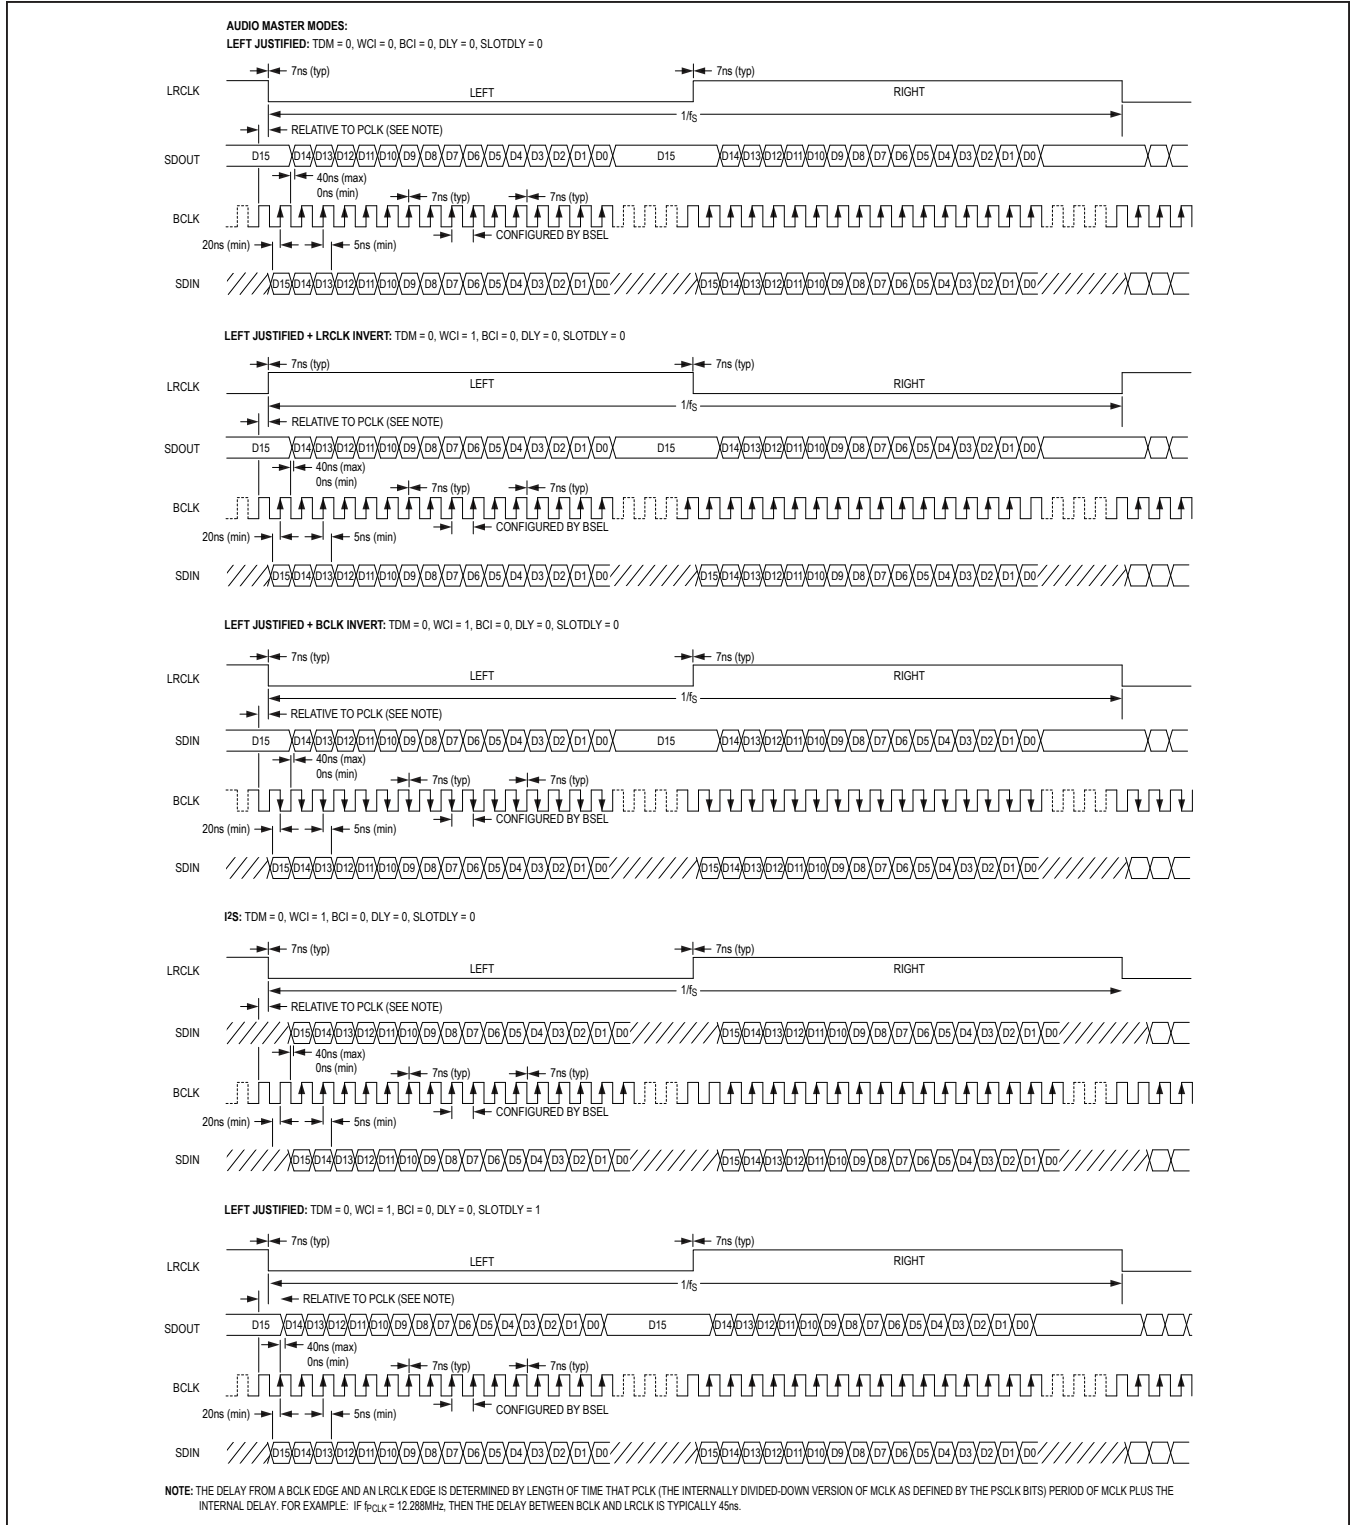 AUDIO MASTER MODES:
LEFT JUSTIFIED: TDM = 0, WCI = 0, BCI = 0, DLY = 0, SLOTDLY = 0
7ns (typ) 7ns (typ)
LRCLK LEFT RIGHT
1/fS
RELATIVE TO PCLK (SEE NOTE)
SDOUT D15 D14 D13 D12 D11 D10 D9 D8 D7 D6 D5 D4 D3 D2 D1 D0 D15 D14 D13 D12 D11 D10 D9 D8 D7 D6 D5 D4 D3 D2 D1 D0
40ns (max)
0ns (min) 7ns (typ) 7ns (typ)
BCLK
CONFIGURED BY BSEL
20ns (min) 5ns (min)
SDIN D15 D14 D13 D12 D11 D10 D9 D8 D7 D6 D5 D4 D3 D2 D1 D0 D15 D14 D13 D12 D11 D10 D9 D8 D7 D6 D5 D4 D3 D2 D1 D0
LEFT JUSTIFIED + LRCLK INVERT: TDM = 0, WCI = 1, BCI = 0, DLY = 0, SLOTDLY = 0
7ns (typ) 7ns (typ)
LRCLK LEFT RIGHT
1/fS
RELATIVE TO PCLK (SEE NOTE)
SDOUT D15 D14 D13 D12 D11 D10 D9 D8 D7 D6 D5 D4 D3 D2 D1 D0 D15 D14 D13 D12 D11 D10 D9 D8 D7 D6 D5 D4 D3 D2 D1 D0
40ns (max)
0ns (min) 7ns (typ) 7ns (typ)
BCLK
CONFIGURED BY BSEL
20ns (min) 5ns (min)
SDIN D15 D14 D13 D12 D11 D10 D9 D8 D7 D6 D5 D4 D3 D2 D1 D0 D15 D14 D13 D12 D11 D10 D9 D8 D7 D6 D5 D4 D3 D2 D1 D0
LEFT JUSTIFIED + BCLK INVERT: TDM = 0, WCI = 1, BCI = 0, DLY = 0, SLOTDLY = 0
7ns (typ) 7ns (typ)
LRCLK LEFT RIGHT
1/fS
RELATIVE TO PCLK (SEE NOTE)
SDIN D15 D14 D13 D12 D11 D10 D9 D8 D7 D6 D5 D4 D3 D2 D1 D0 D15 D14 D13 D12 D11 D10 D9 D8 D7 D6 D5 D4 D3 D2 D1 D0
40ns (max)
0ns (min) 7ns (typ) 7ns (typ)
BCLK
CONFIGURED BY BSEL
20ns (min) 5ns (min)
SDIN D15 D14 D13 D12 D11 D10 D9 D8 D7 D6 D5 D4 D3 D2 D1 D0 D15 D14 D13 D12 D11 D10 D9 D8 D7 D6 D5 D4 D3 D2 D1 D0
I2S: TDM = 0, WCI = 1, BCI = 0, DLY = 0, SLOTDLY = 0
7ns (typ) 7ns (typ)
LRCLK LEFT RIGHT
1/fS
RELATIVE TO PCLK (SEE NOTE)
SDIN D15 D14 D13 D12 D11 D10 D9 D8 D7 D6 D5 D4 D3 D2 D1 D0 D15 D14 D13 D12 D11 D10 D9 D8 D7 D6 D5 D4 D3 D2 D1 D0
40ns (max)
0ns (min) 7ns (typ) 7ns (typ)
BCLK
CONFIGURED BY BSEL
20ns (min) 5ns (min)
SDIN D15 D14 D13 D12 D11 D10 D9 D8 D7 D6 D5 D4 D3 D2 D1 D0 D15 D14 D13 D12 D11 D10 D9 D8 D7 D6 D5 D4 D3 D2 D1 D0
LEFT JUSTIFIED: TDM = 0, WCI = 1, BCI = 0, DLY = 0, SLOTDLY = 1
7ns (typ) 7ns (typ)
LRCLK LEFT RIGHT
1/fS
RELATIVE TO PCLK (SEE NOTE)
SDOUT D15 D14 D13 D12 D11 D10 D9 D8 D7 D6 D5 D4 D3 D2 D1 D0 D15 D14 D13 D12 D11 D10 D9 D8 D7 D6 D5 D4 D3 D2 D1 D0
40ns (max)
0ns (min) 7ns (typ) 7ns (typ)
BCLK
CONFIGURED BY BSEL
20ns (min) 5ns (min)
SDIN D15 D14 D13 D12 D11 D10 D9 D8 D7 D6 D5 D4 D3 D2 D1 D0 D15 D14 D13 D12 D11 D10 D9 D8 D7 D6 D5 D4 D3 D2 D1 D0
NOTE: THE DELAY FROM A BCLK EDGE AND AN LRCLK EDGE IS DETERMINED BY LENGTH OF TIME THAT PCLK (THE INTERNALLY DIVIDED-DOWN VERSION OF MCLK AS DEFINED BY THE PSCLK BITS) PERIOD OF MCLK PLUS THE
INTERNAL DELAY. FOR EXAMPLE: IF fPCLK = 12.288MHz, THEN THE DELAY BETWEEN BCLK AND LRCLK IS TYPICALLY 45ns.